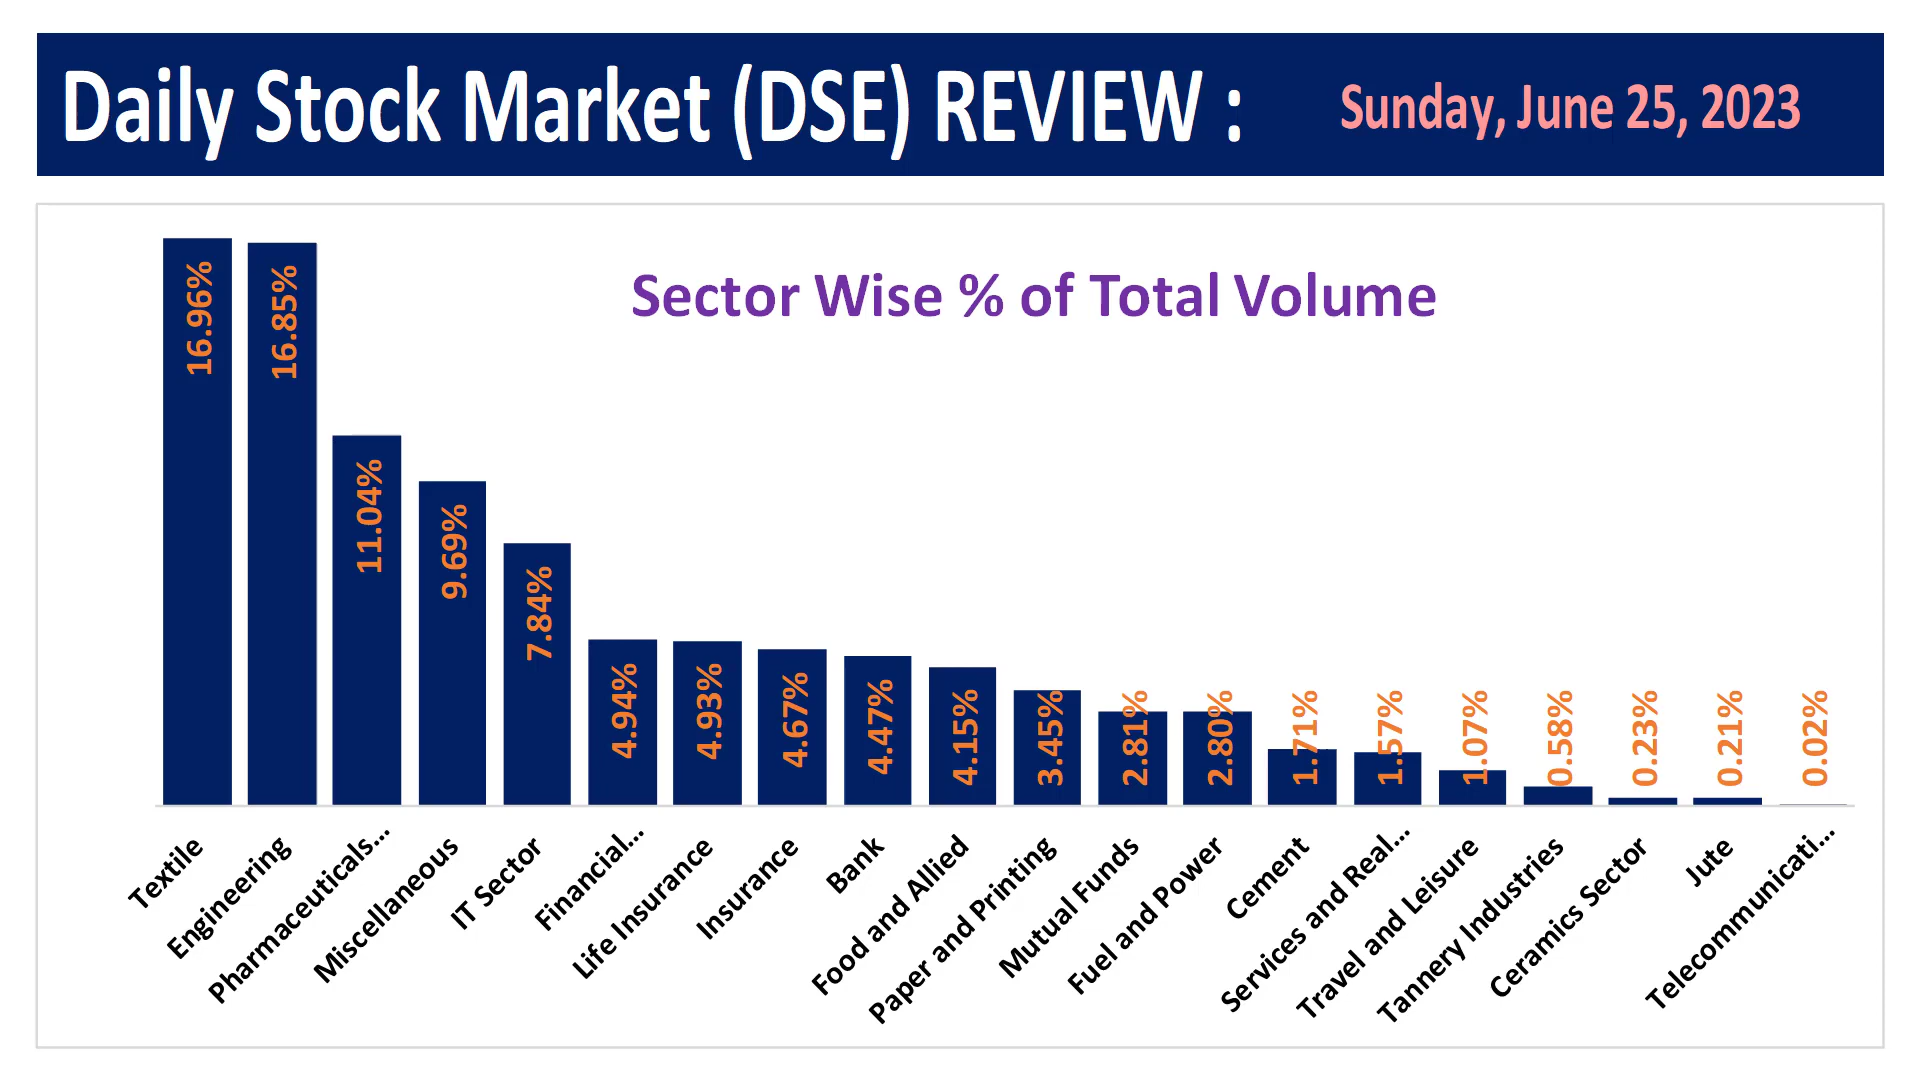 Daily Stock Market (DSE) REVIEW :
Sunday, June 25, 2023
Sector Wise % of Total Volume
16.96%
16.85%
11.04%
9.69%
7.84%
4.94%
4.93%
4.67%
4.47%
4.15%
3.45%
2.81%
2.80%
1.71%
1.57%
1.07%
0.58%
0.23%
0.21%
0.02%
Textile
Engineering
Pharmaceuticals...
Miscellaneous
IT Sector
Financial...
Life Insurance
Insurance
Bank
Food and Allied
Paper and Printing
Mutual Funds
Fuel and Power
Cement
Services and Real...
Travel and Leisure
Tannery Industries
Ceramics Sector
Jute
Telecommunicati...